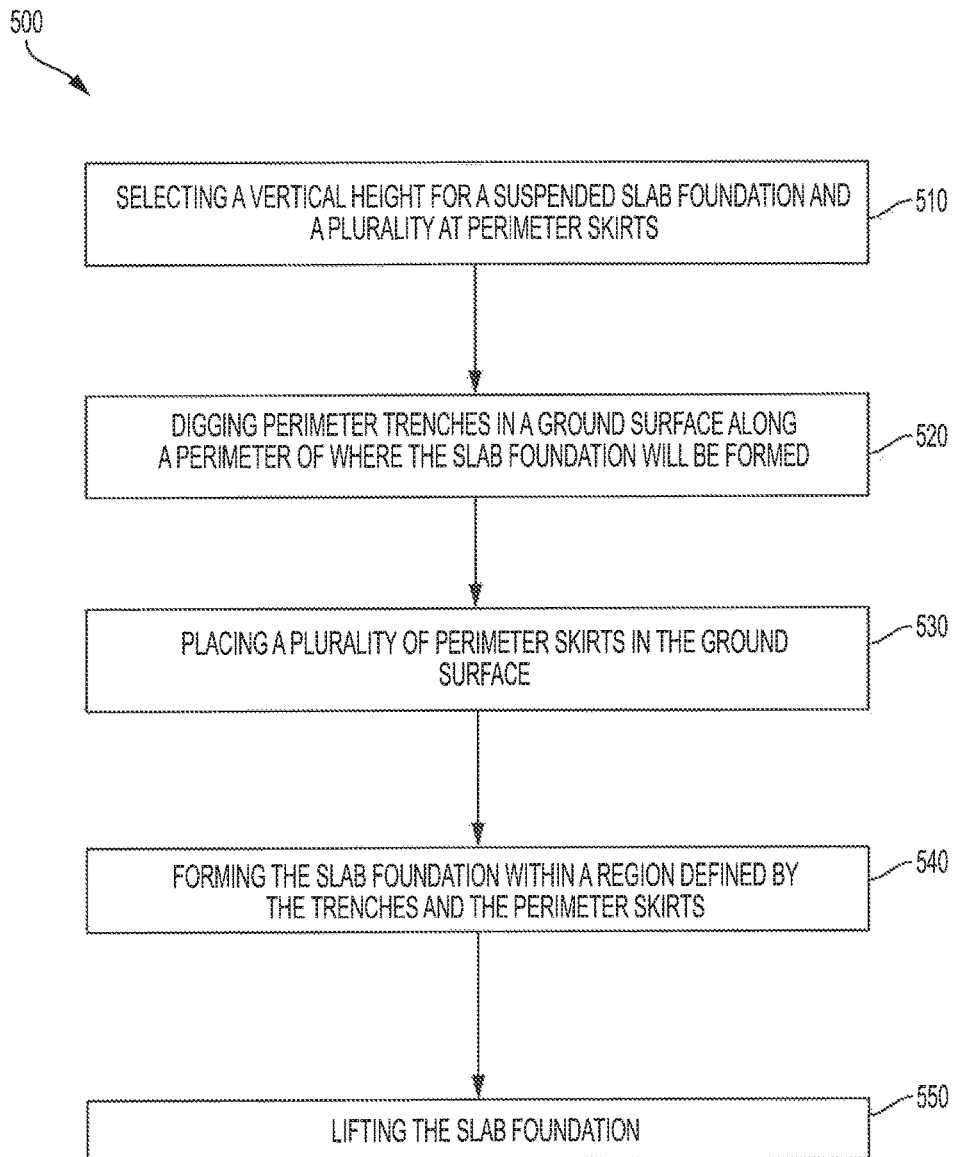 500
SELECTING A VERTICAL HEIGHT FOR A SUSPENDED SLAB FOUNDATION AND
A PLURALITY AT PERIMETER SKIRTS
510
DIGGING PERIMETER TRENCHES IN A GROUND SURFACE ALONG
A PERIMETER OF WHERE THE SLAB FOUNDATION WILL BE FORMED
520
PLACING A PLURALITY OF PERIMETER SKIRTS IN THE GROUND
SURFACE
530
FORMING THE SLAB FOUNDATION WITHIN A REGION DEFINED BY
THE TRENCHES AND THE PERIMETER SKIRTS
540
LIFTING THE SLAB FOUNDATION
550